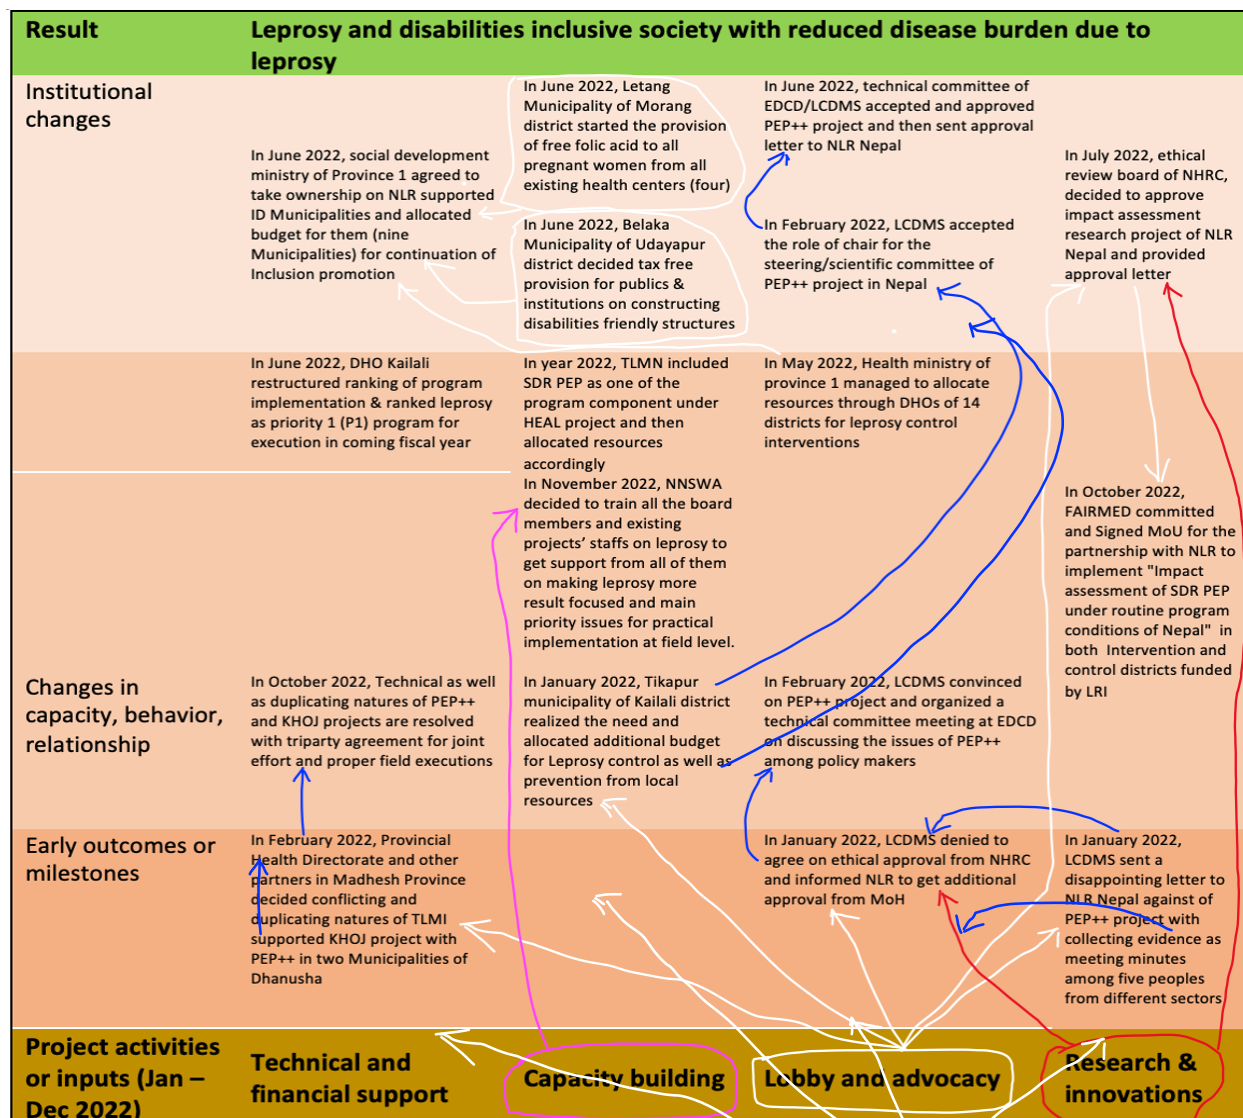 Result
Leprosy and disabilities inclusive society with reduced disease burden due to
leprosy
Institutional
changes
In June 2022, social development
ministry of Province 1 agreed to
take ownership on NLR supported
ID Municipalities and allocated
budget for them (nine
Municipalities) for continuation of
Inclusion promotion
In June 2022, Letang
Municipality of Morang
district started the provision
of free folic acid to all
pregnant women from all
existing health centers (four)
In June 2022, Belaka
Municipality of Udayapur
district decided tax free
provision for publics &
institutions on constructing
disabilities friendly structures
In June 2022, technical committee of
EDCD/LCDMS accepted and approved
PEP++ project and then sent approval
letter to NLR Nepal
In February 2022, LCDMS accepted
the role of chair for the
steering/scientific committee of
PEP++ project in Nepal
In July 2022, ethical
review board of NHRC,
decided to approve
impact assessment
research project of NLR
Nepal and provided
approval letter
In June 2022, DHO Kailali
restructured ranking of program
implementation & ranked leprosy
as priority 1 (P1) program for
execution in coming fiscal year
In year 2022, TLMN included
SDR PEP as one of the
program component under
HEAL project and then
allocated resources
accordingly
In November 2022, NNSWA
decided to train all the board
members and existing
projects' staffs on leprosy to
get support from all of them
on making leprosy more
result focused and main
priority issues for practical
implementation at field level.
In May 2022, Health ministry of
province 1 managed to allocate
resources through DHOs of 14
districts for leprosy control
interventions
In October 2022,
FAIRMED committed
and Signed MoU for the
partnership with NLR to
implement "Impact
assessment of SDR PEP
under routine program
conditions of Nepal" in
both Intervention and
control districts funded
by LRI
Changes in
capacity, behavior,
relationship
In October 2022, Technical as well
as duplicating natures of PEP++
and KHOJ projects are resolved
with triparty agreement for joint
effort and proper field executions
In January 2022, Tikapur
municipality of Kailali district
realized the need and
allocated additional budget
for Leprosy control as well as
prevention from local
resources
In February 2022, LCDMS convinced
on PEP++ project and organized a
technical committee meeting at EDCD
on discussing the issues of PEP++
among policy makers
Early outcomes or
milestones
In February 2022, Provincial
Health Directorate and other
partners in Madhesh Province
decided conflicting and
duplicating natures of TLMI
supported KHOJ project with
PEP++ in two Municipalities of
Dhanusha
In January 2022, LCDMS denied to
agree on ethical approval from NHRC
and informed NLR to get additional
approval from MoH
In January 2022,
LCDMS sent a
disappointing letter to
NLR Nepal against of
PEP++ project with
collecting evidence as
meeting minutes
among five peoples
from different sectors
Project activities
or inputs (Jan –
Dec 2022)
Technical and
financial support
Capacity building
Lobby and advocacy
Research &
innovations